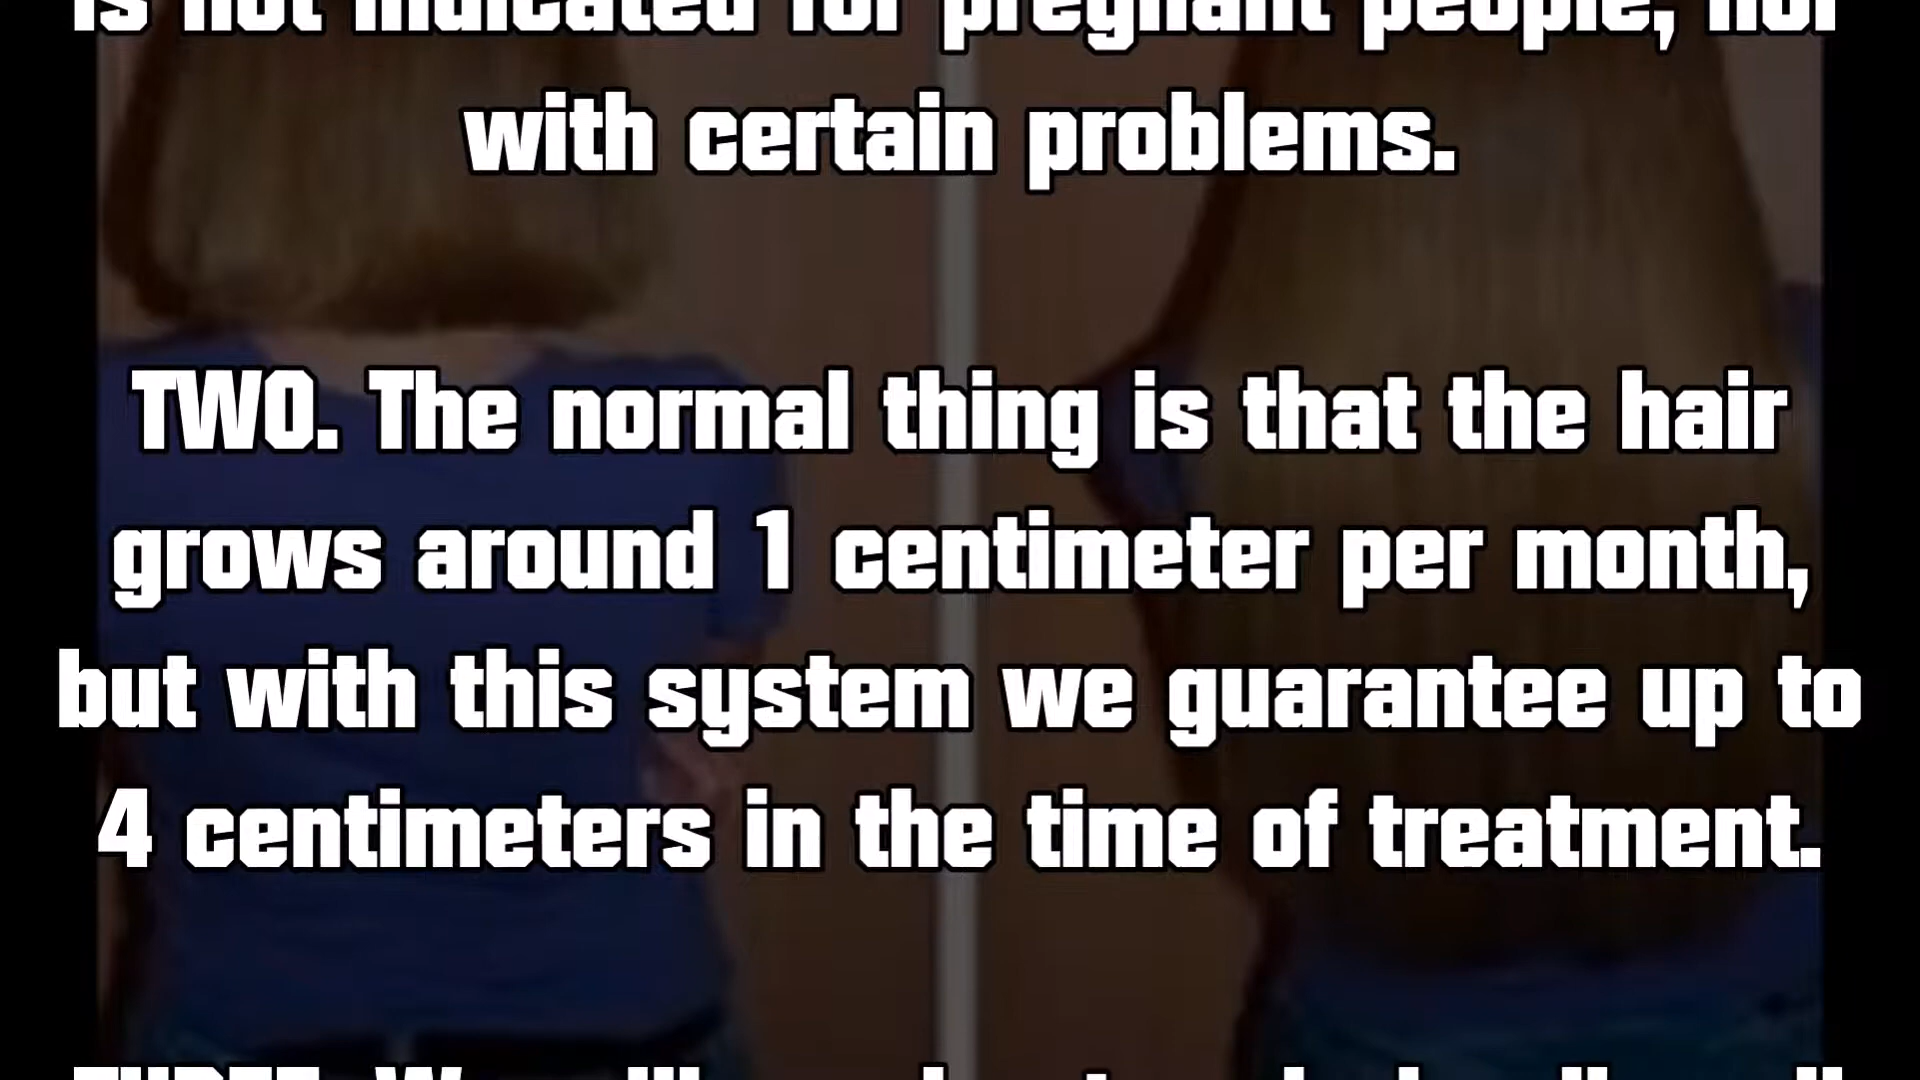 is not indicated for pregnant people, nor
with certain problems.
TWO. The normal thing is that the hair
grows around 1 centimeter per month,
but with this system we guarantee up to
4 centimeters in the time of treatment.